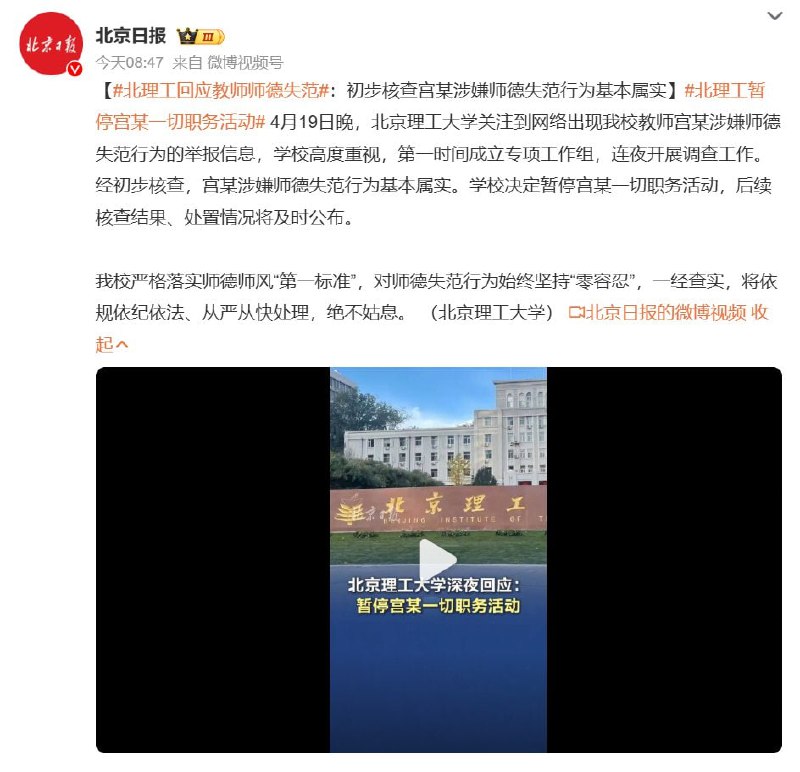 北京日报
北京日报 III
今天08:47 来自 微博视频号
【#北理工回应教师师德失范#：初步核查宫某涉嫌师德失范行为基本属实】#北理工暂
停宫某一切职务活动# 4月19日晚，北京理工大学关注到网络出现我校教师宫某涉嫌师德
失范行为的举报信息，学校高度重视，第一时间成立专项工作组，连夜开展调查工作。
经初步核查，宫某涉嫌师德失范行为基本属实。学校决定暂停宫某一切职务活动，后续
核查结果、处置情况将及时公布。
我校严格落实师德师风“第一标准”，对师德失范行为始终坚持“零容忍”，一经查实，将依
规依纪依法、从严从快处理，绝不姑息。（北京理工大学） 北京日报的微博视频 收
起
北京日报
北京理工
BEIJING INSTITUTE OF T
北京理工大学深夜回应：
暂停宫某一切职务活动